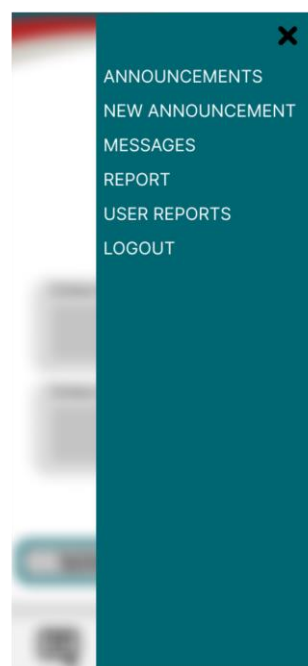 ANNOUNCEMENTS
NEW ANNOUNCEMENT
MESSAGES
REPORT
USER REPORTS
LOGOUT